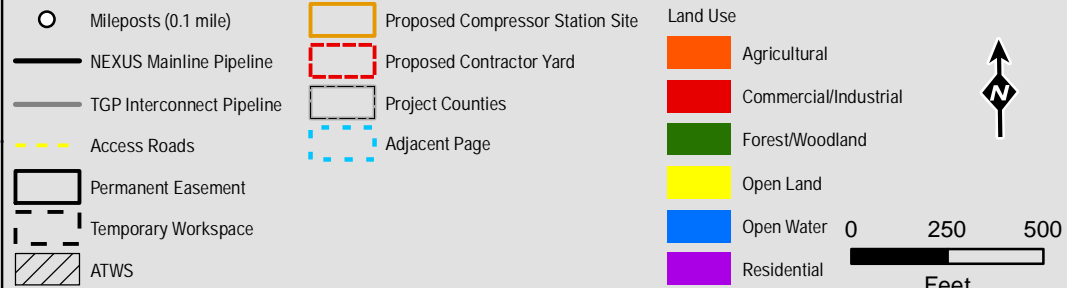 Mileposts (0.1 mile)
NEXUS Mainline Pipeline
TGP Interconnect Pipeline
Access Roads
Permanent Easement
Temporary Workspace
ATWS
Proposed Compressor Station Site
Proposed Contractor Yard
Project Counties
Adjacent Page
Land Use
Agricultural
Commercial/Industrial
Forest/Woodland
Open Land
Open Water
Residential
N
0 250 500
Feet